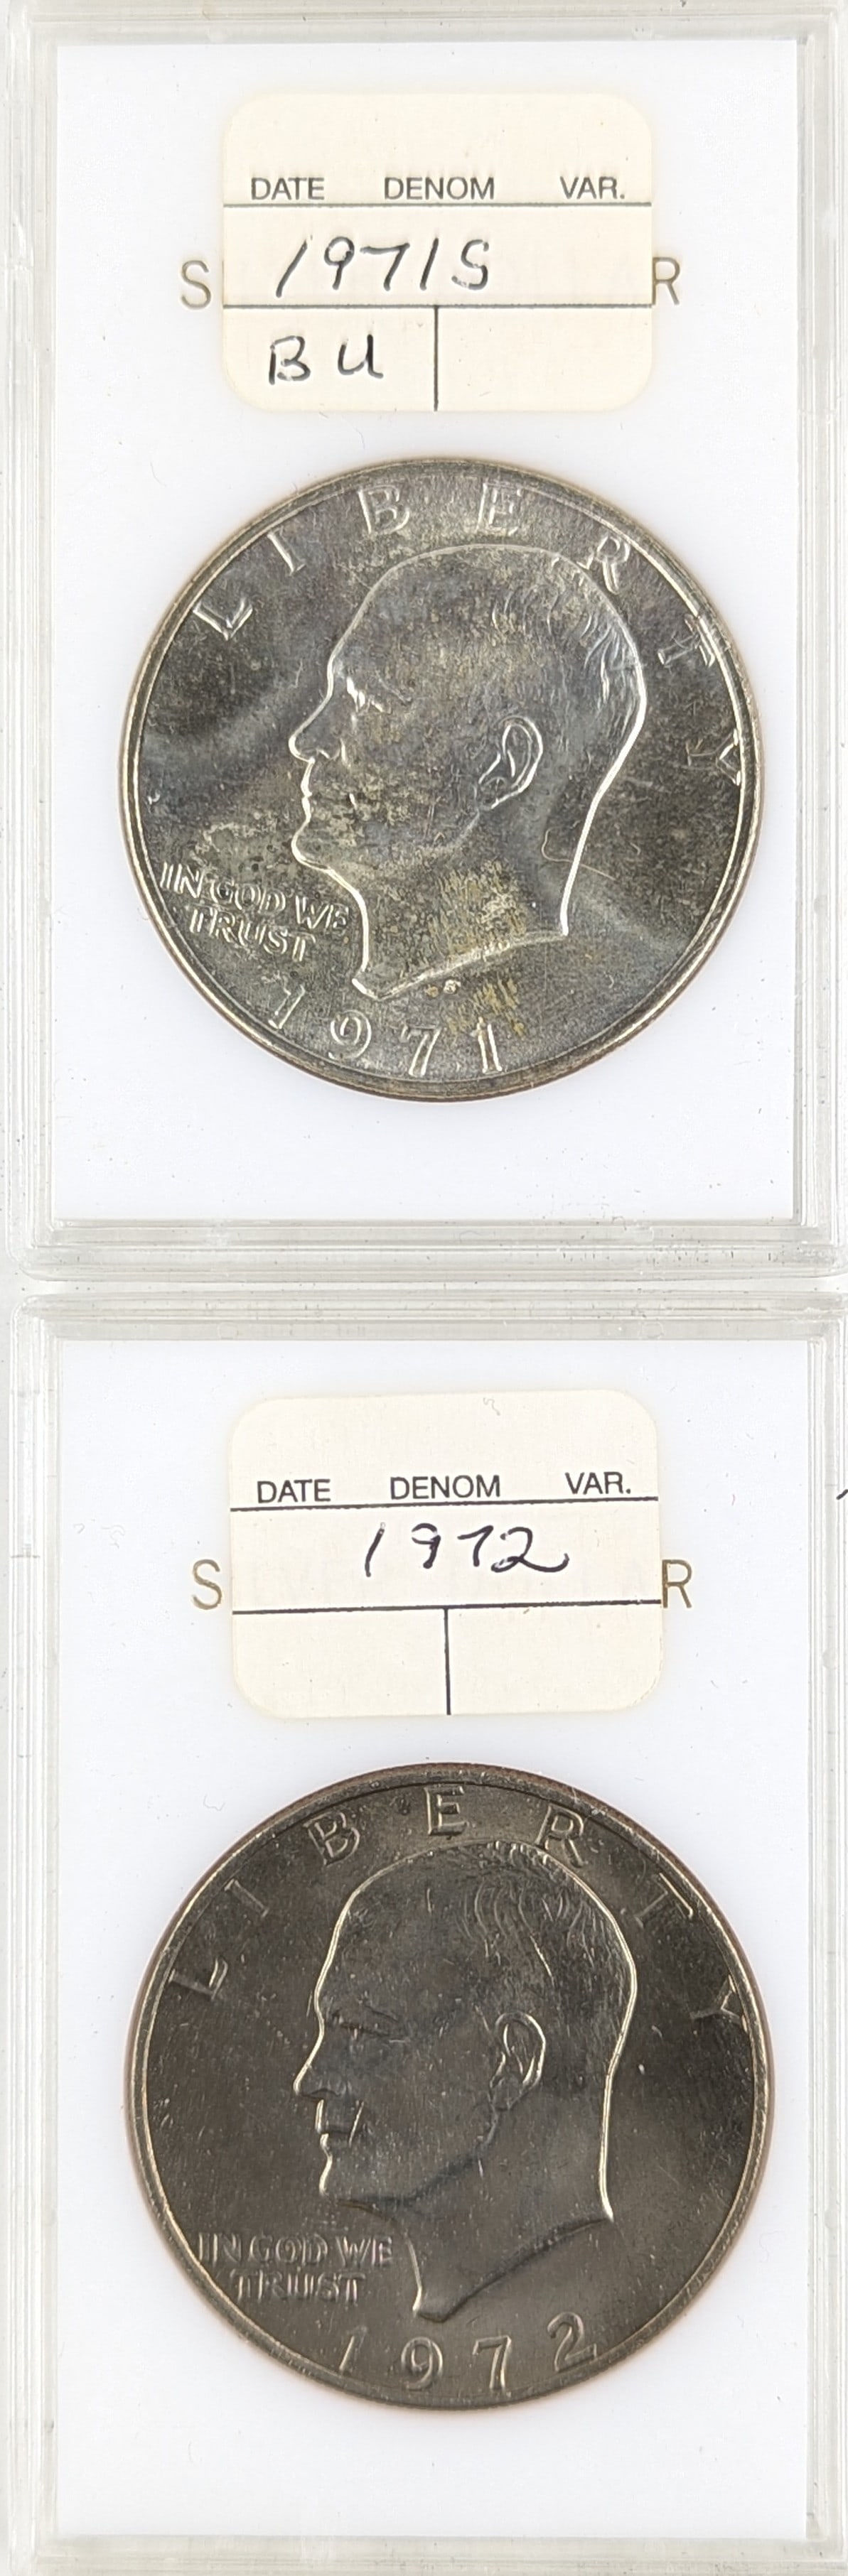 DATE DENOM VAR.
S 1971S R
BU
LIBERTY
IN GOD WE
TRUST
1971
DATE DENOM VAR.
S 1972 R
LIBERTY
IN GOD WE
TRUST
1972